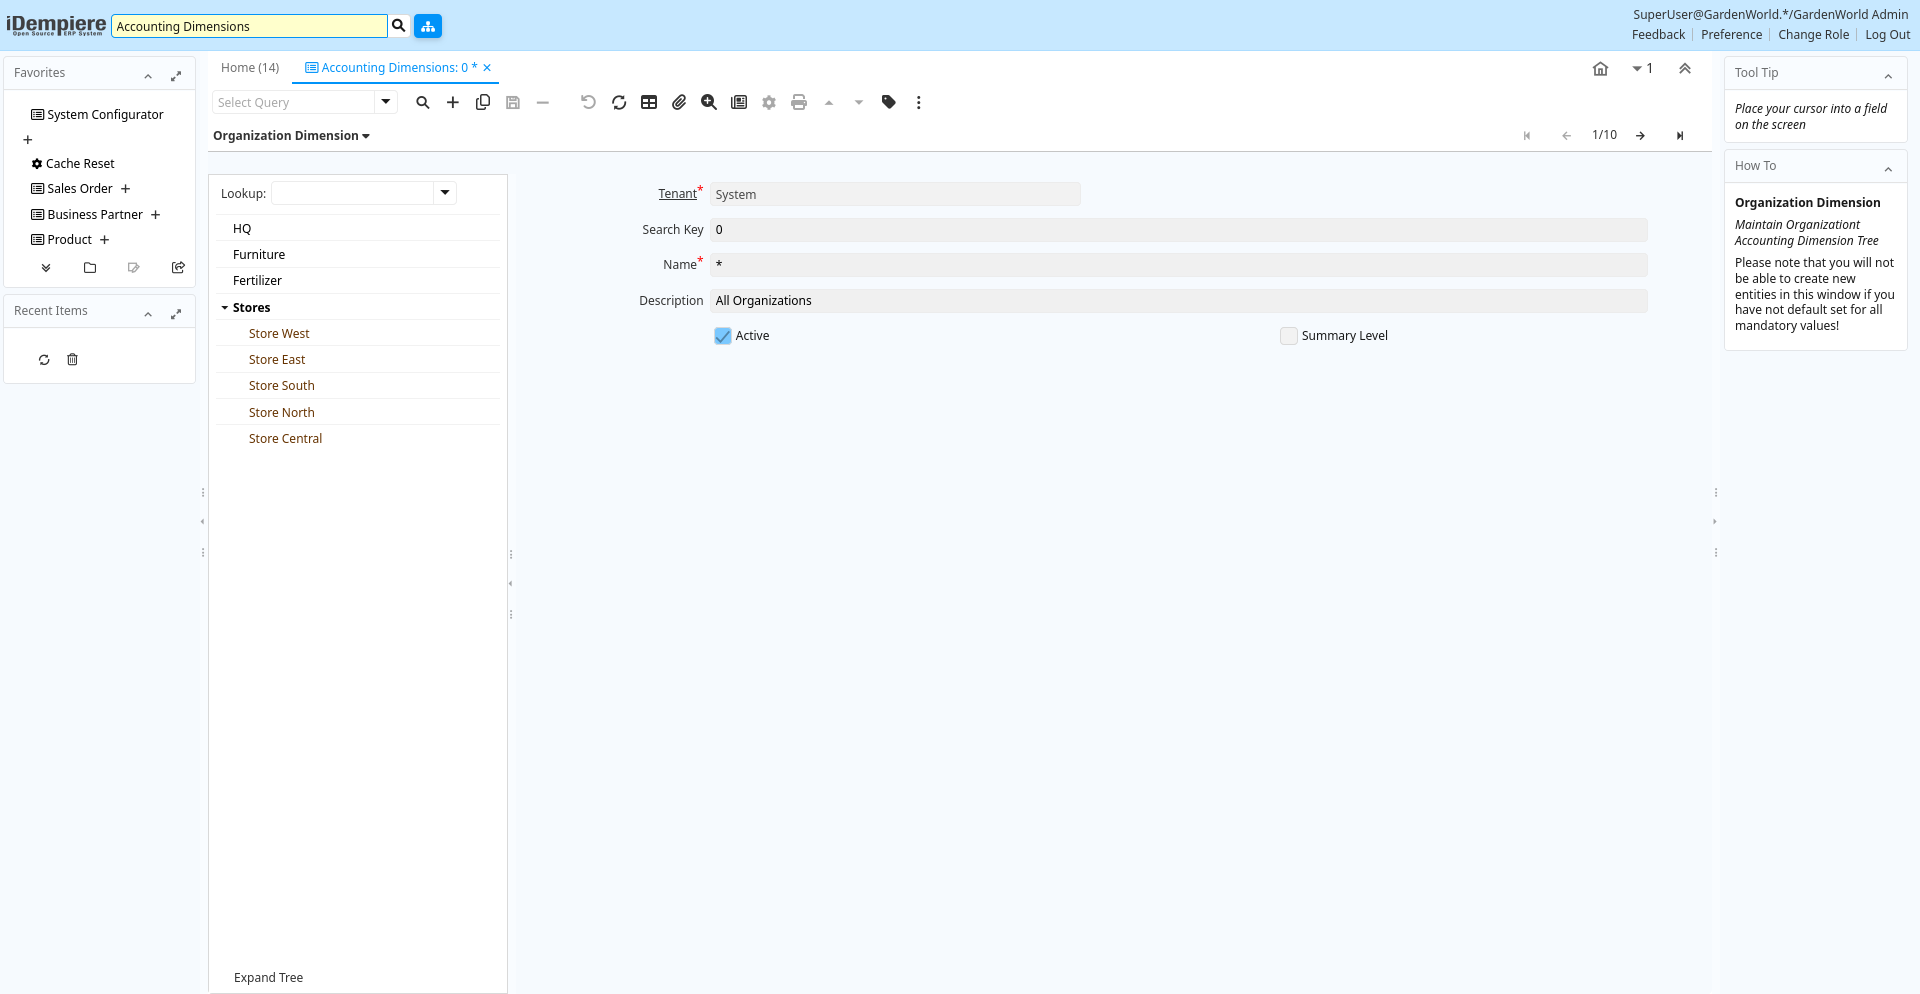 iDempiere
Open Source ERP System
Accounting Dimensions
SuperUser@GardenWorld.*/GardenWorld Admin
Feedback
Preference
Change Role
Log Out
Favorites
System Configurator
Cache Reset
Sales Order
Business Partner
Product
Recent Items
Home (14)
Accounting Dimensions: 0 *
1
Select Query
Organization Dimension
1/10
Lookup:
HQ
Furniture
Fertilizer
Stores
Store West
Store East
Store South
Store North
Store Central
Expand Tree
Tenant*
System
Search Key
0
Name*
*
Description
All Organizations
Active
Summary Level
Tool Tip
Place your cursor into a field
on the screen
How To
Organization Dimension
Maintain Organizationt
Accounting Dimension Tree
Please note that you will not
be able to create new
entities in this window if you
have not default set for all
mandatory values!